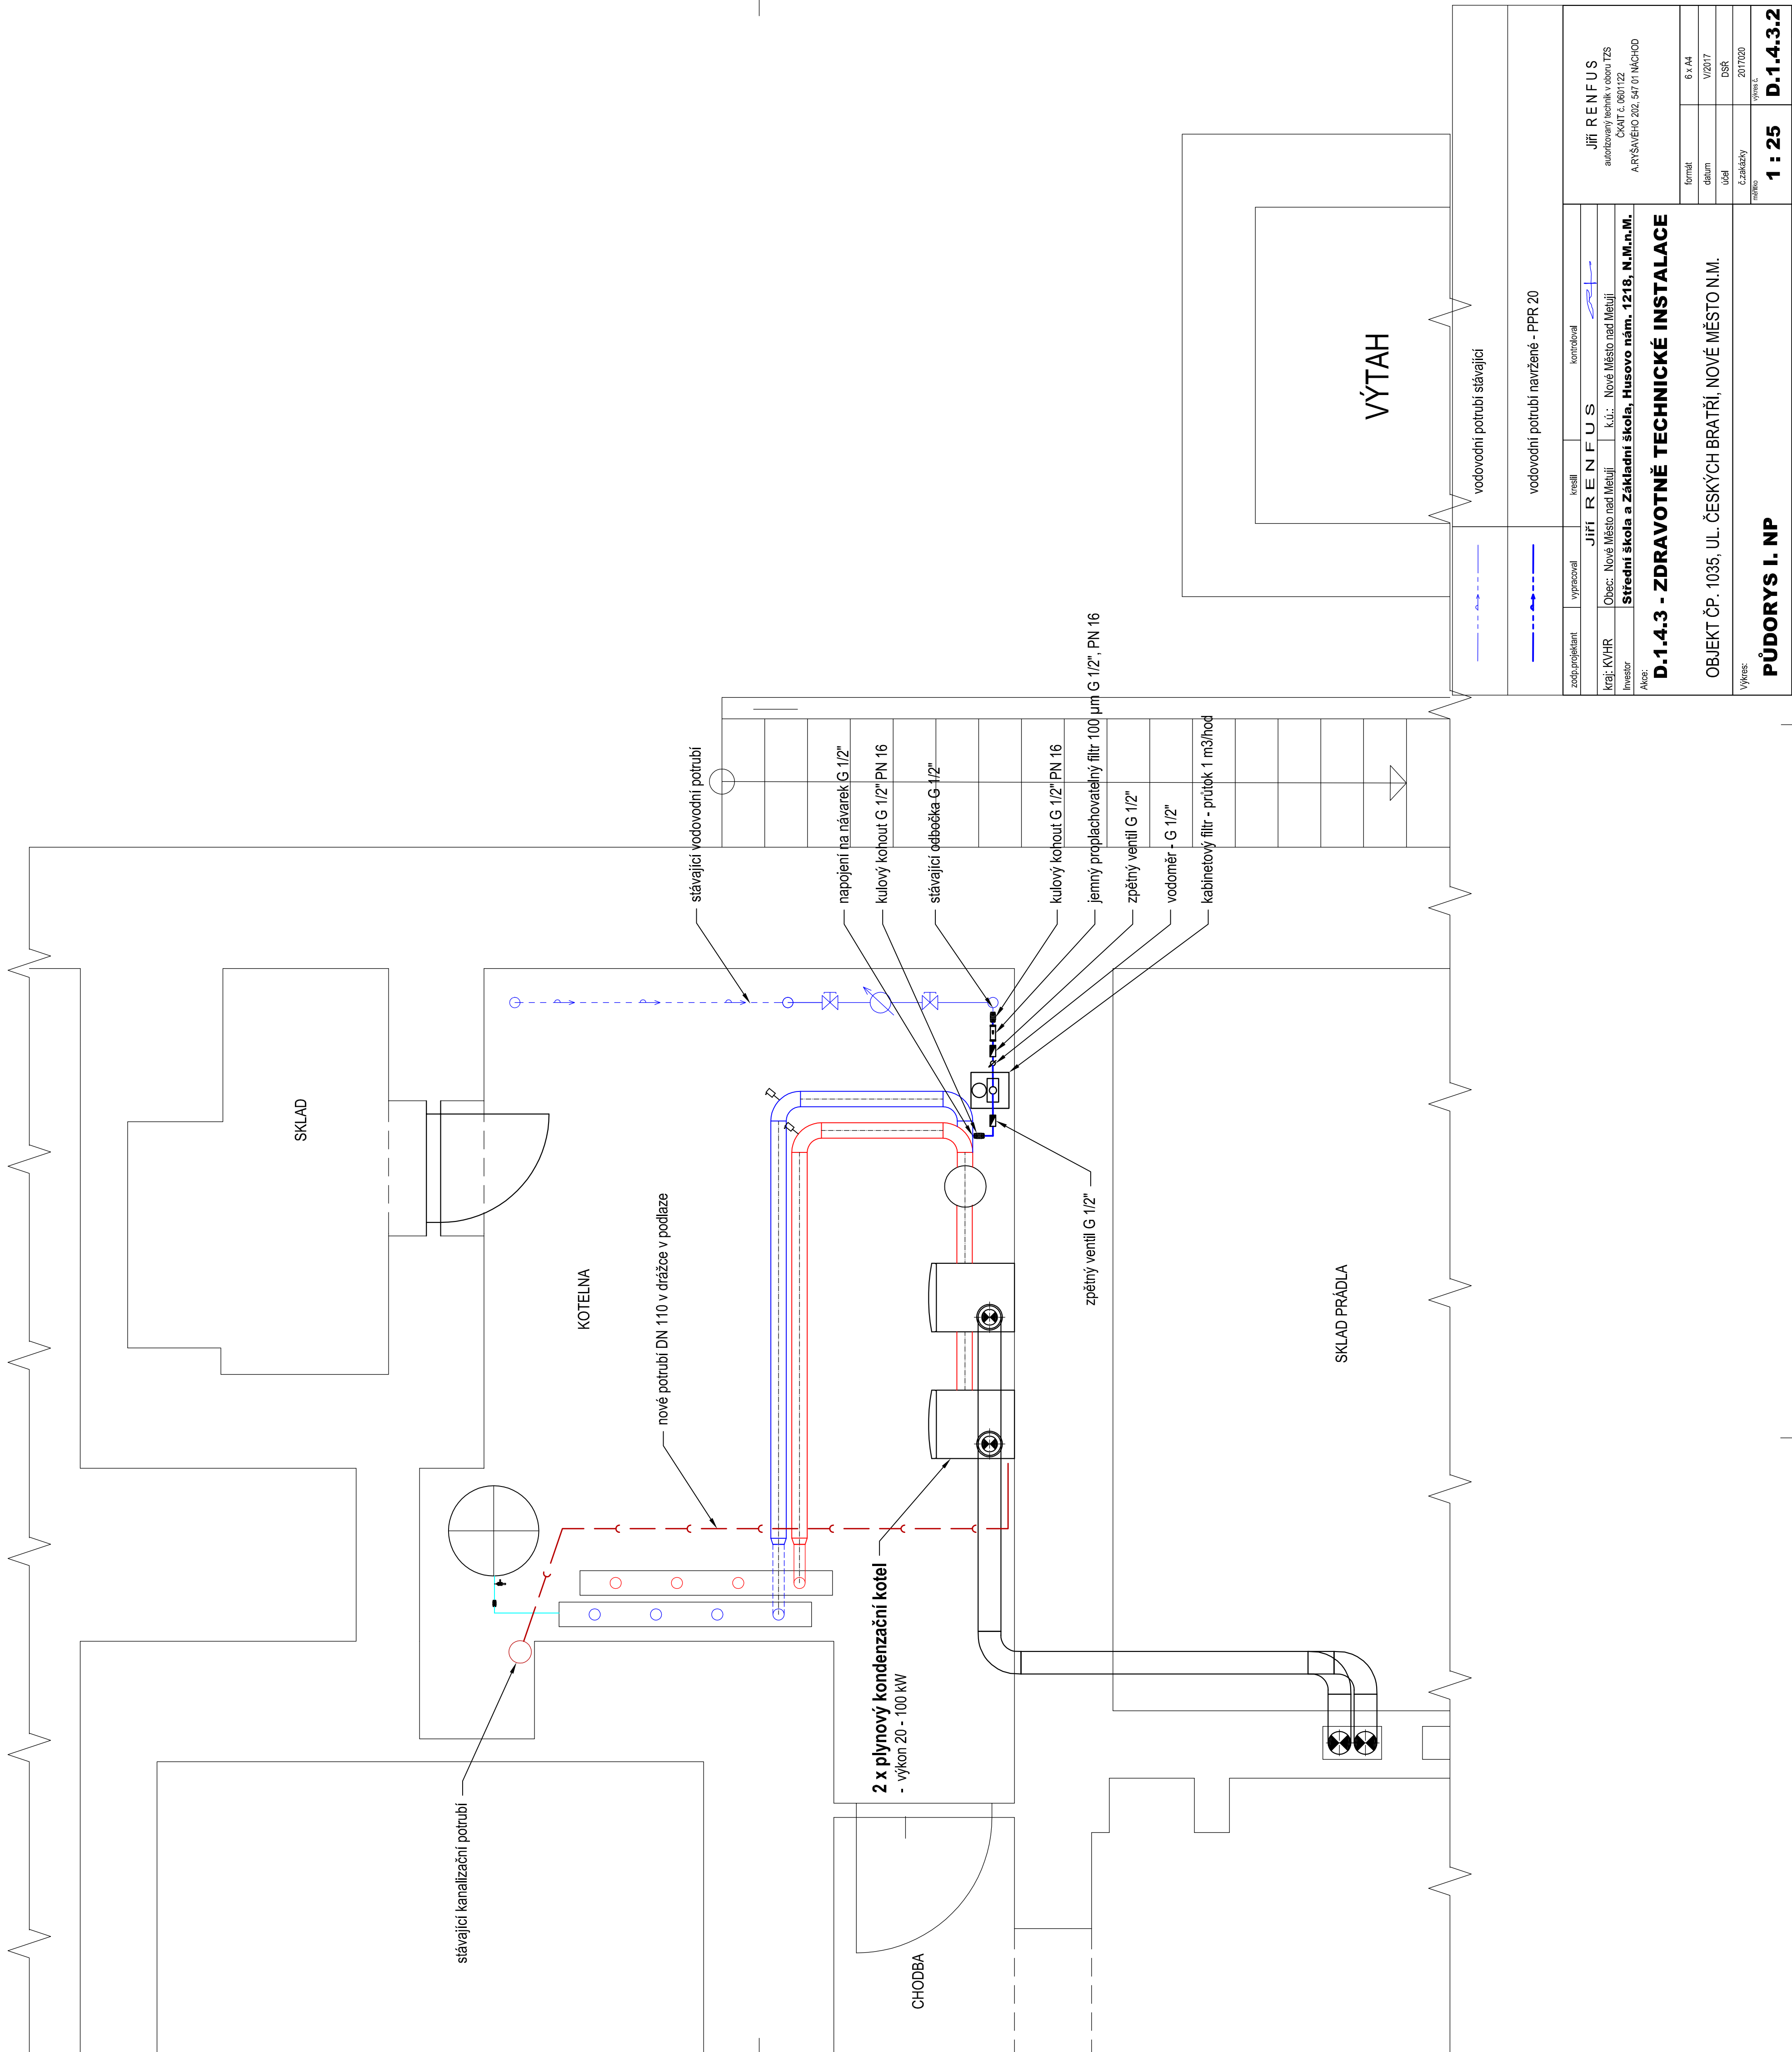 SKLAD
KOTELNA
CHODBA
SKLAD PRÁDLA
VÝTAH
stávající kanalizační potrubí
nové potrubí DN 110 v drážce v podlaze
2 x plynový kondenzační kotel
- výkon 20 - 100 kW
stávající vodovodní potrubí
napojení na návarek G 1/2"
kulový kohout G 1/2" PN 16
stávající odbočka G 1/2"
kulový kohout G 1/2" PN 16
jemný proplachovatelný filtr 100 µm G 1/2", PN 16
zpětný ventil G 1/2"
vodoměr - G 1/2"
kabinetový filtr - průtok 1 m3/hod
zpětný ventil G 1/2"
vodovodní potrubí stávající
vodovodní potrubí navržené - PPR 20
zodp.projektant vypracoval kreslil kontroloval
Jiří RENFUS
kraj: KVHR Obec: Nové Město nad Metují k.ú.: Nové Město nad Metují
Investor Střední škola a Základní škola, Husovo nám. 1218, N.M.n.M.
Akce:
D.1.4.3 - ZDRAVOTNĚ TECHNICKÉ INSTALACE
OBJEKT ČP. 1035, UL. ČESKÝCH BRATŘÍ, NOVÉ MĚSTO N.M.
Výkres:
PŮDORYS I. NP
Jiří RENFUS
autorizovaný technik v oboru TZS
ČKAIT č. 0601122
A.RYŠAVÉHO 202, 547 01 NÁCHOD
formát 6 x A4
datum V/2017
účel DSŘ
č.zakázky 2017020
měřítko
1 : 25
výkres č.
D.1.4.3.2